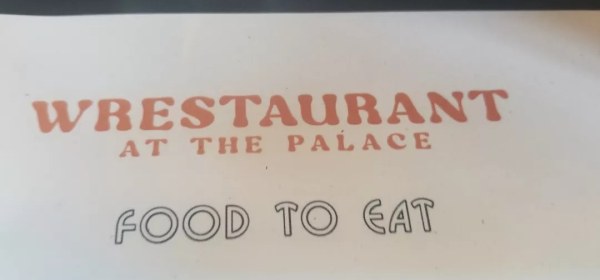 WRESTAURANT
AT THE PALACE
FOOD TO EAT